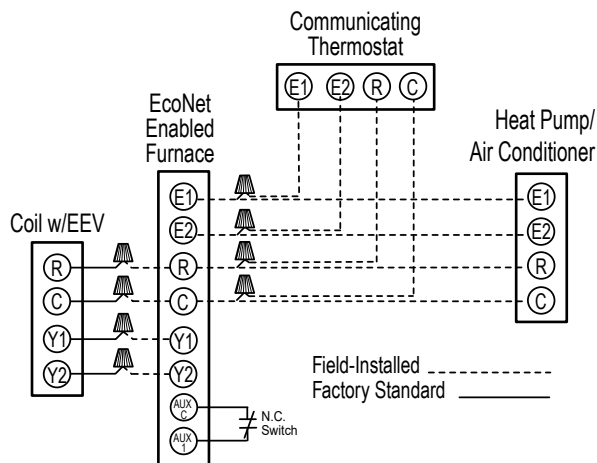 Communicating
Thermostat
E1 E2 R C
EcoNet
Enabled
Furnace
Heat Pump/
Air Conditioner
Coil w/EEV
E1
E2
R
C
Y1
Y2
AUX
C
AUX
1
N.C.
Switch
R
C
Y1
Y2
E1
E2
R
C
Field-Installed
Factory Standard